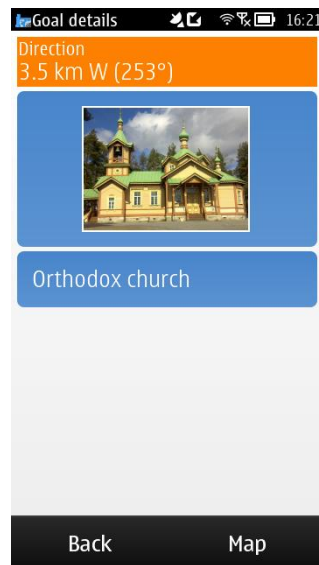 Goal details 16:21
Direction
3.5 km W (253°)
Orthodox church
Back Map